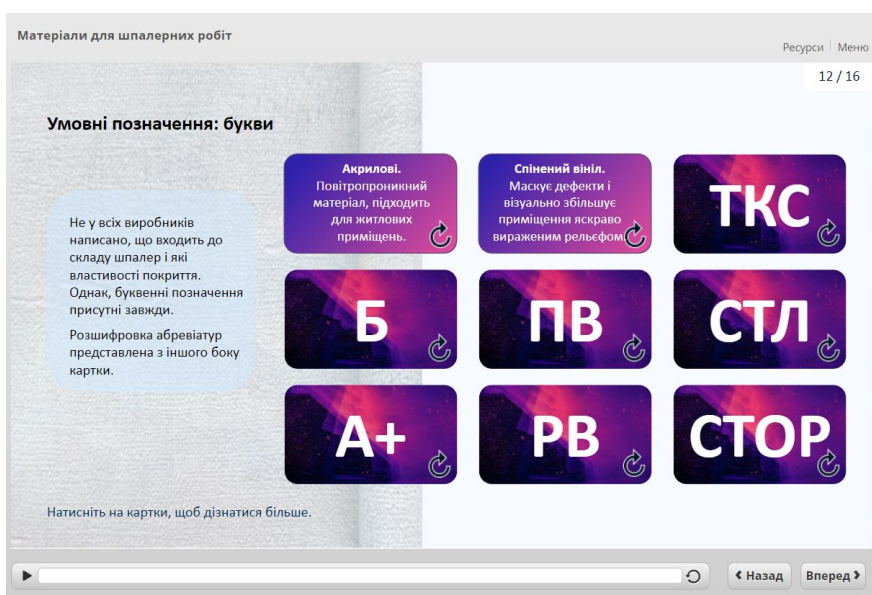 Матеріали для шпалерних робіт
Ресурси
Меню
12 / 16
Умовні позначення: букви
Не у всіх виробників
написано, що входить до
складу шпалер і які
властивості покриття.
Однак, буквенні позначення
присутні завжди.
Розшифровка абревіатур
представлена з іншого боку
картки.
Акрилові.
Повітропроникний
матеріал, підходить
для житлових
приміщень.
Спінений вініл.
Маскує дефекти і
візуально збільшує
приміщення яскраво
вираженим рельєфом.
ТКС
Б
ПВ
СТЛ
А+
РВ
СТОР
Натисніть на картки, щоб дізнатися більше.
Назад
Вперед